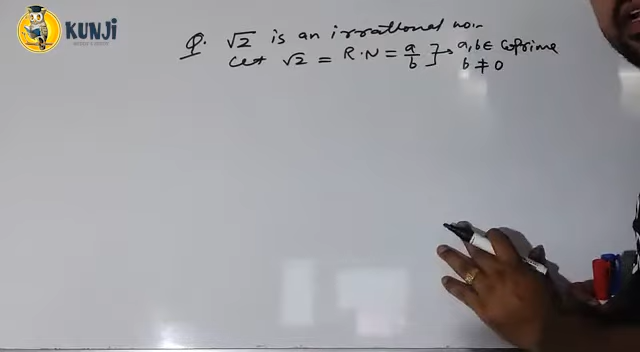 KUNJI
Q. √2 is an irrational no.
Let √2 = R.N = a/b }→ a, b ∈ Coprime
b ≠ 0